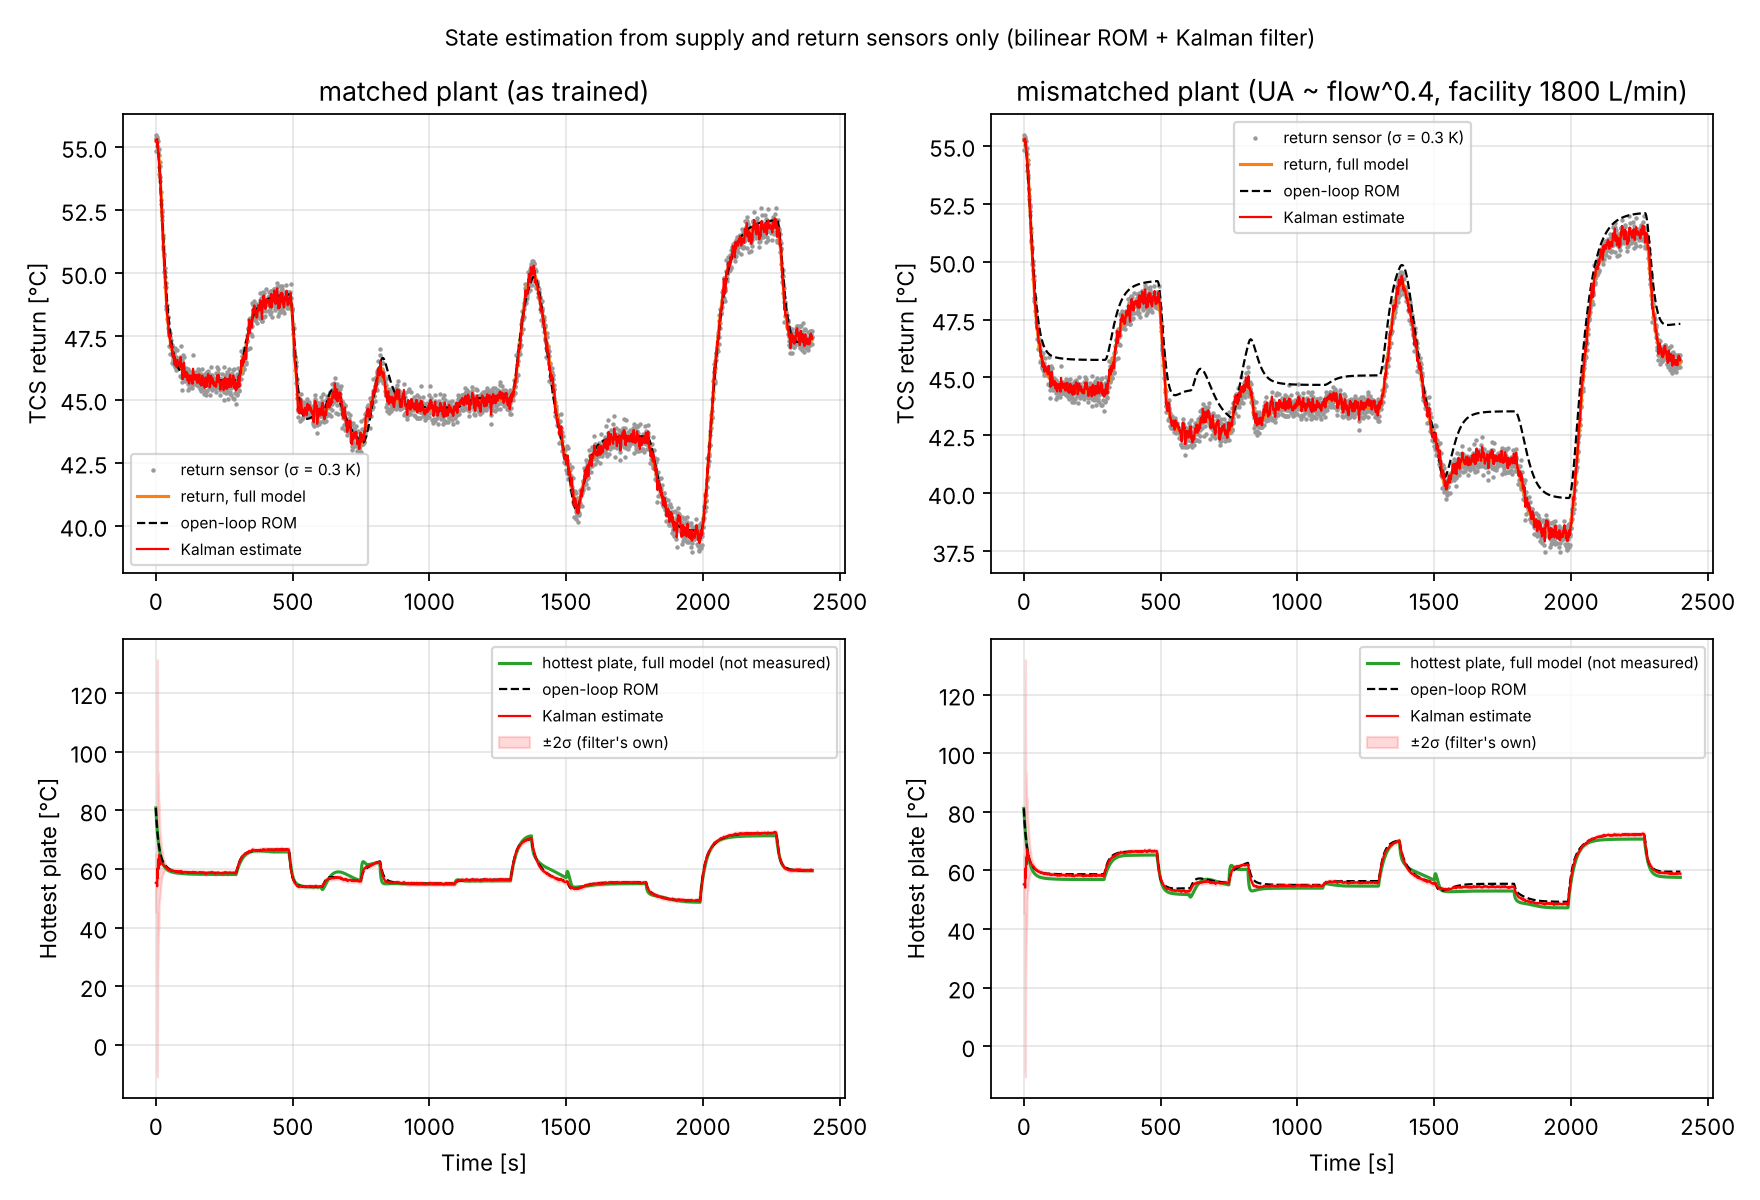 State estimation from supply and return sensors only (bilinear ROM + Kalman filter)
matched plant (as trained)
TCS return [°C]
55.0
52.5
50.0
47.5
45.0
42.5
40.0
return sensor (σ = 0.3 K)
return, full model
open-loop ROM
Kalman estimate
0
500
1000
1500
2000
2500
mismatched plant (UA ~ flow^0.4, facility 1800 L/min)
TCS return [°C]
55.0
52.5
50.0
47.5
45.0
42.5
40.0
37.5
return sensor (σ = 0.3 K)
return, full model
open-loop ROM
Kalman estimate
0
500
1000
1500
2000
2500
Hottest plate [°C]
120
100
80
60
40
20
0
hottest plate, full model (not measured)
open-loop ROM
Kalman estimate
±2σ (filter's own)
0
500
1000
1500
2000
2500
Time [s]
Hottest plate [°C]
120
100
80
60
40
20
0
hottest plate, full model (not measured)
open-loop ROM
Kalman estimate
±2σ (filter's own)
0
500
1000
1500
2000
2500
Time [s]